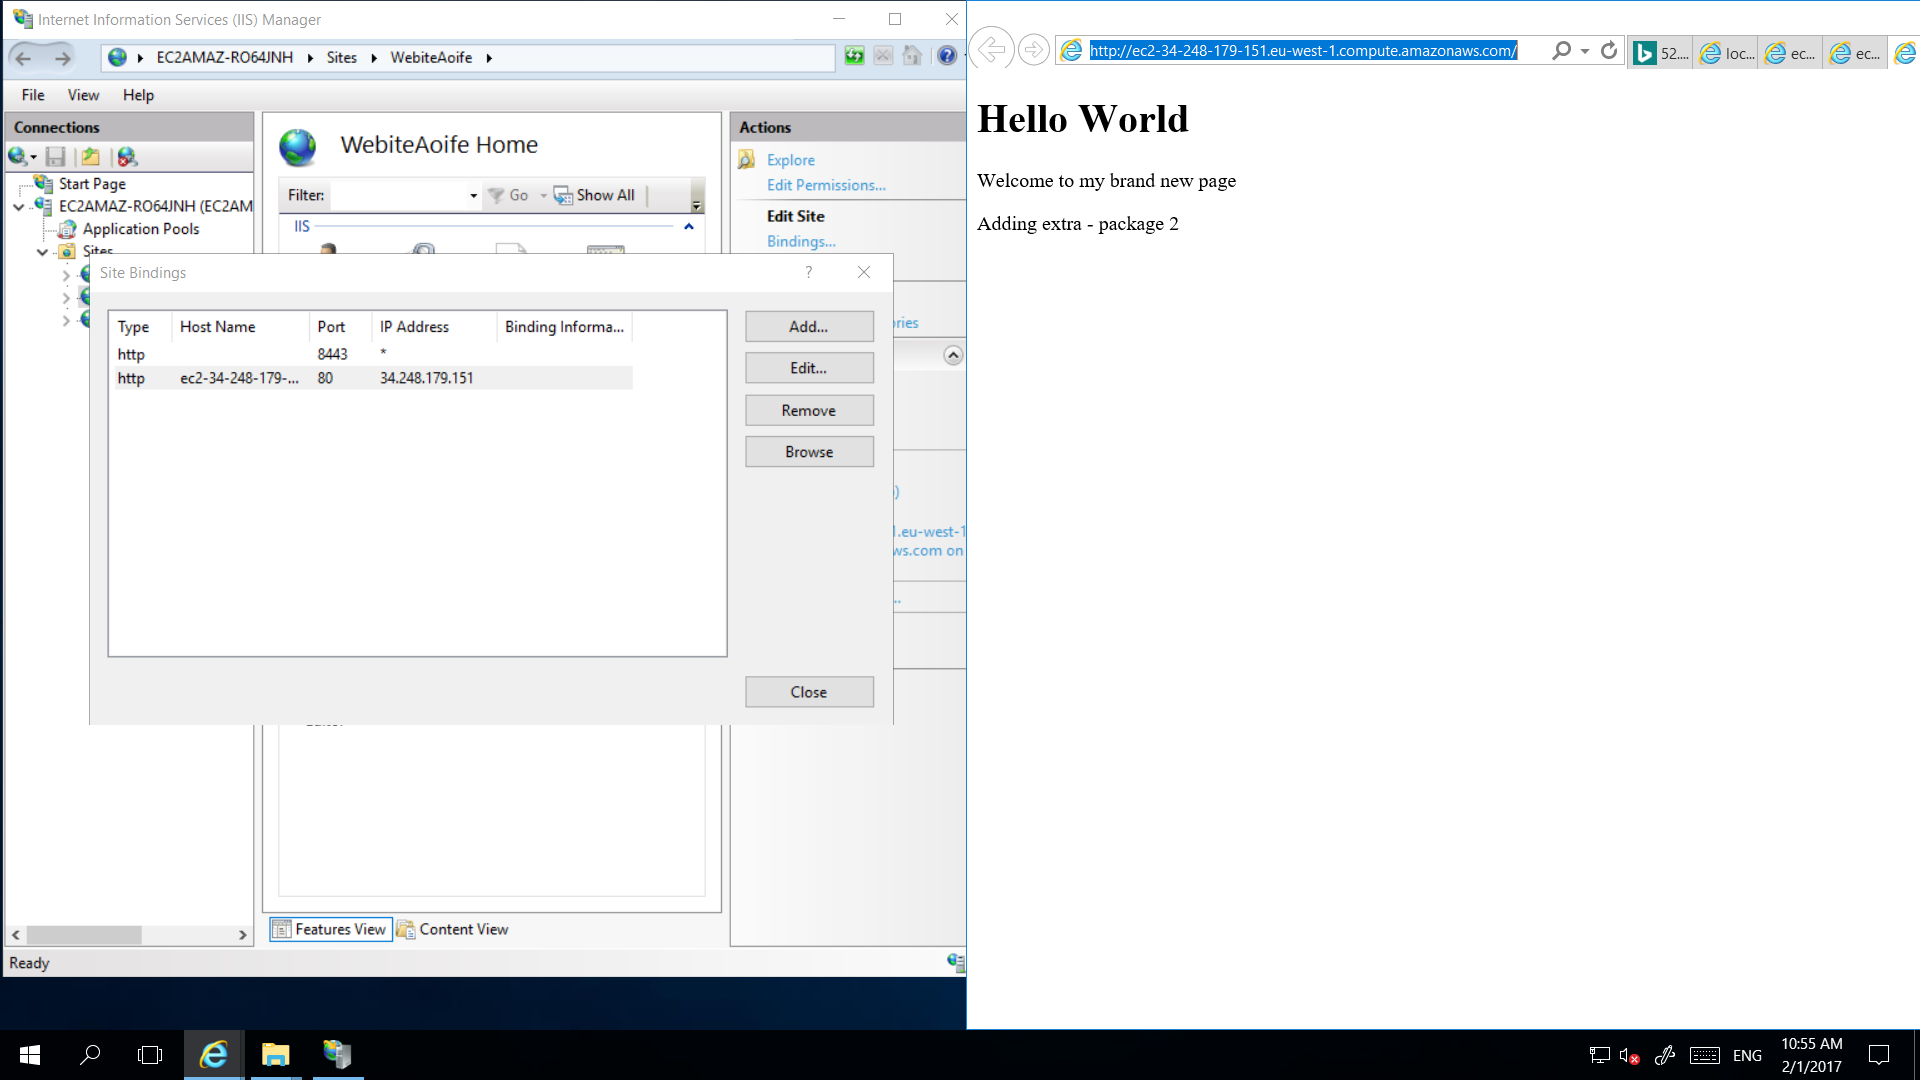 Internet Information Services (IIS) Manager
EC2AMAZ-RO64JNH
Sites
WebiteAoife
File View Help
Connections
Start Page
EC2AMAZ-RO64JNH (EC2AM
Application Pools
Sites
WebiteAoife Home
Filter:
Go
Show All
IIS
Actions
Explore
Edit Permissions...
Edit Site
Bindings...
ories
)
.eu-west-1
ws.com on
...
Site Bindings
?
Type Host Name Port IP Address Binding Informa...
http 8443 *
http ec2-34-248-179-... 80 34.248.179.151
Add...
Edit...
Remove
Browse
Close
Features View
Content View
Ready
http://ec2-34-248-179-151.eu-west-1.compute.amazonaws.com/
52....
loc...
ec...
ec...
Hello World
Welcome to my brand new page
Adding extra - package 2
ENG
10:55 AM
2/1/2017